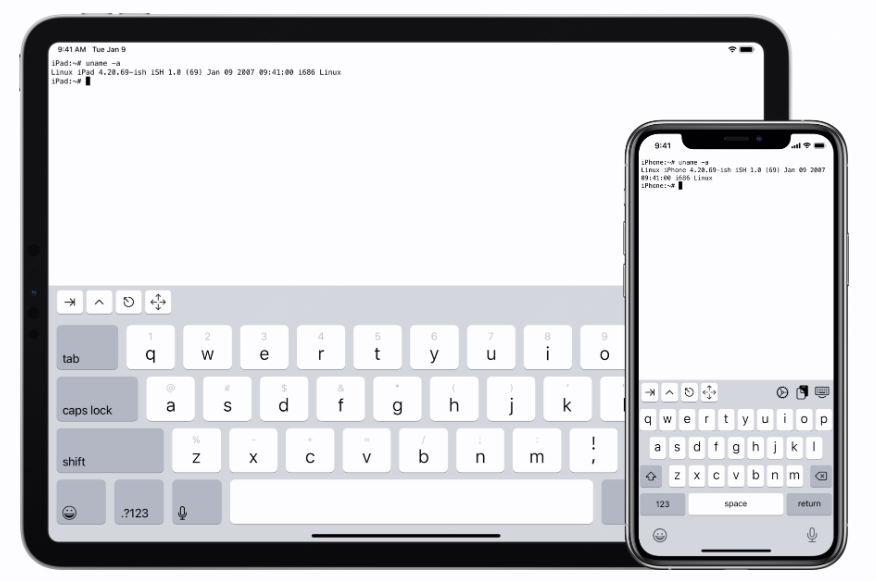 9:41 AM Tue Jan 9
iPad:~# uname -a
Linux iPad 4.20.69-ish iSH 1.0 (69) Jan 09 2007 09:41:00 i686 Linux
iPad:~#
1 2 3 4 5 6 7 8 9
tab q w e r t y u i o
@ # $ & * ( ) '
caps lock a s d f g h j k
% - + = / ; : !
shift z x c v b n m ,
.?123
9:41
iPhone:~# uname -a
Linux iPhone 4.20.69-ish iSH 1.0 (69) Jan 09 2007
09:41:00 i686 Linux
iPhone:~#
q w e r t y u i o p
a s d f g h j k l
z x c v b n m
123 space return